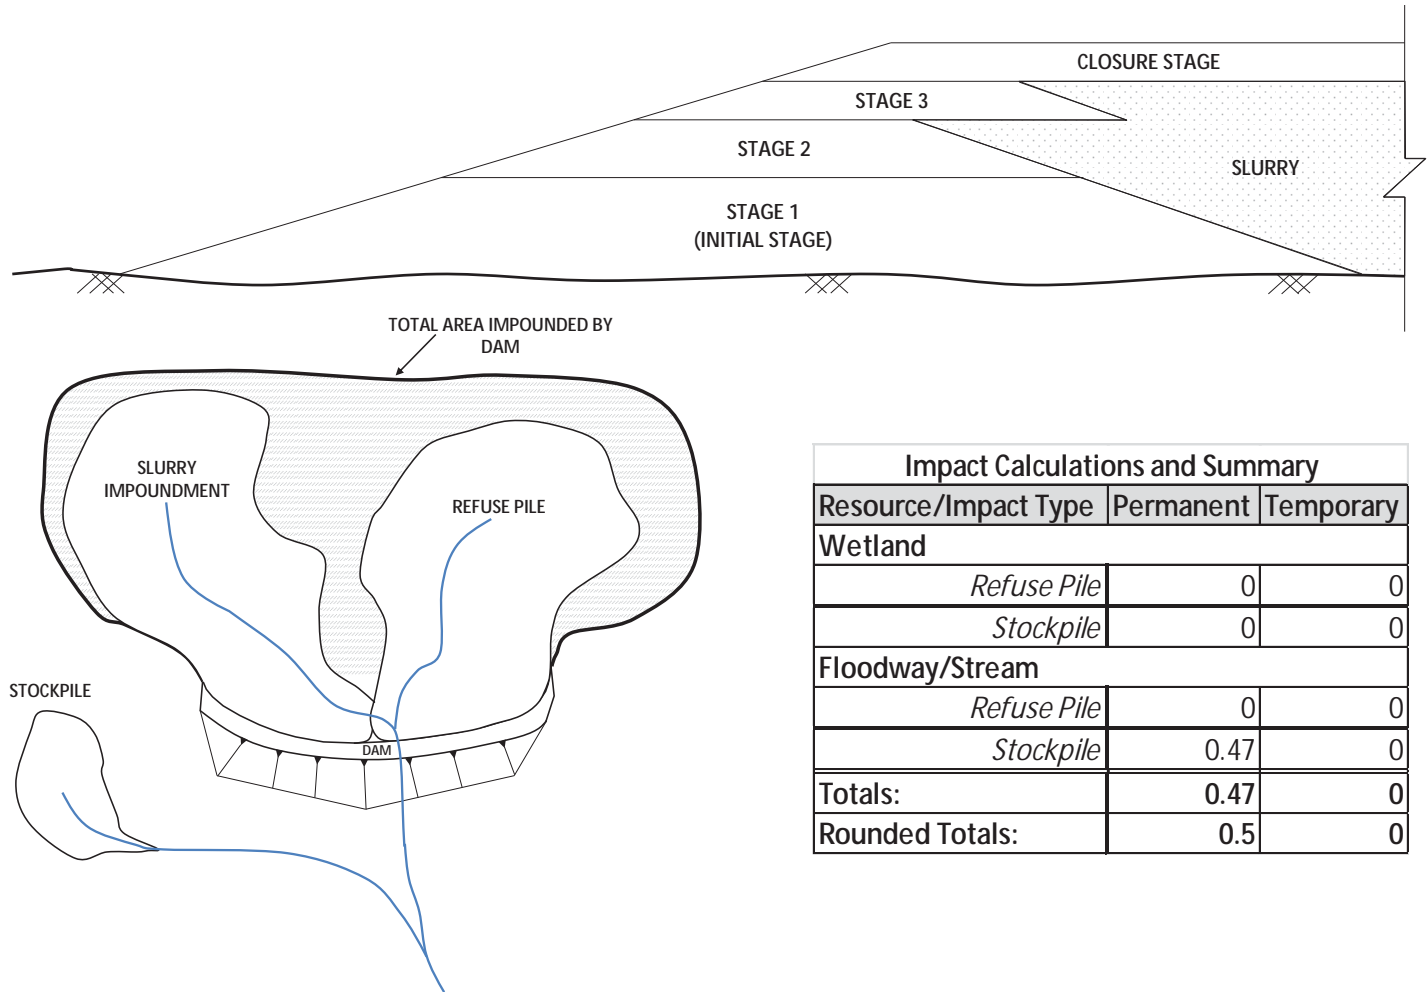 CLOSURE STAGE
STAGE 3
STAGE 2
SLURRY
STAGE 1
(INITIAL STAGE)
TOTAL AREA IMPOUNDED BY
DAM
SLURRY
IMPOUNDMENT
REFUSE PILE
STOCKPILE
DAM
Impact Calculations and Summary
Resource/Impact Type Permanent Temporary
Wetland
Refuse Pile 0 0
Stockpile 0 0
Floodway/Stream
Refuse Pile 0 0
Stockpile 0.47 0
Totals: 0.47 0
Rounded Totals: 0.5 0